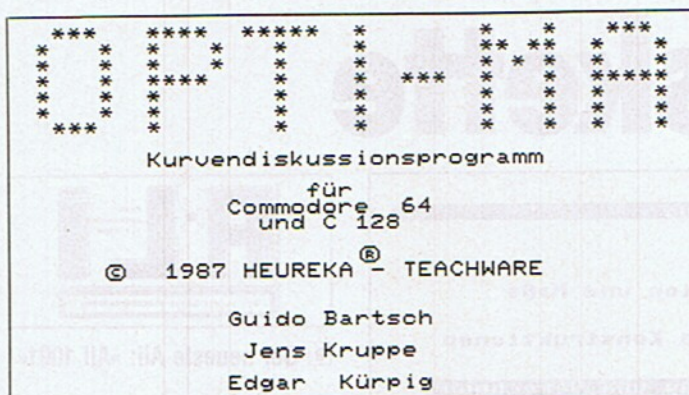 OPTI-MA
Kurvendiskussionsprogramm
für
Commodore 64
und C 128
© 1987 HEUREKA® - TEACHWARE
Guido Bartsch
Jens Kruppe
Edgar Kürpig